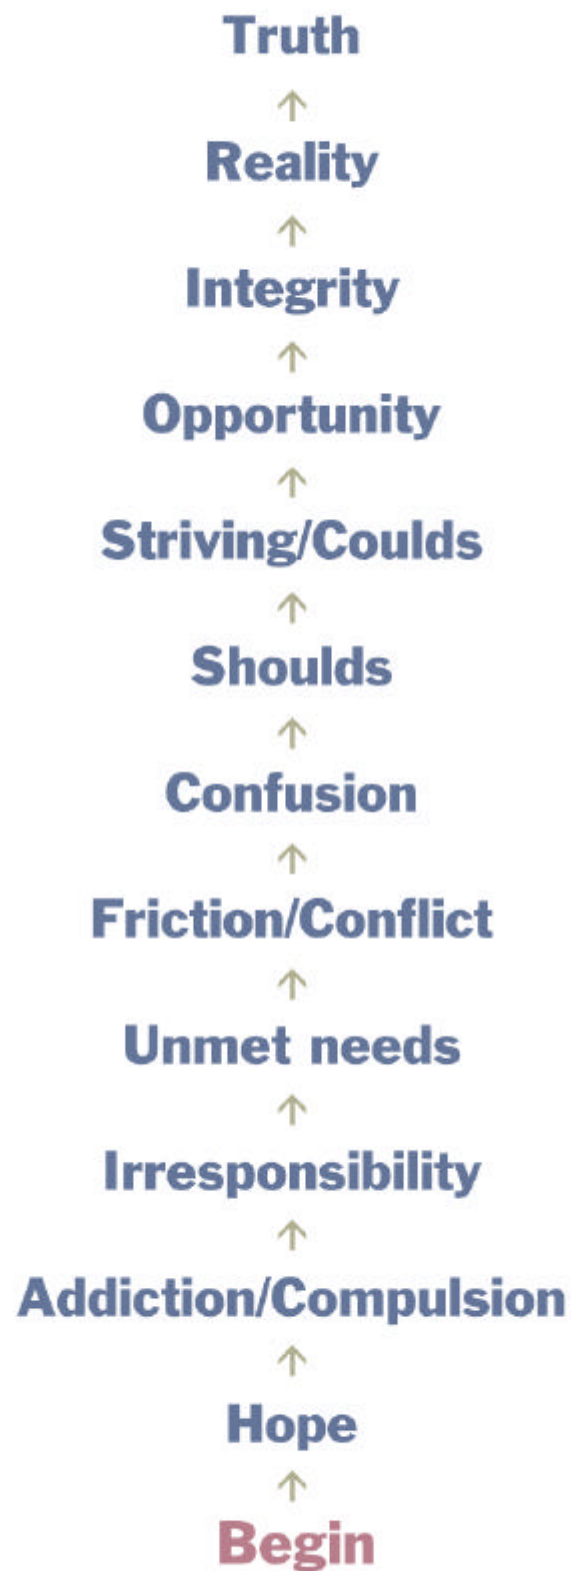 Truth
Reality
Integrity
Opportunity
Striving/Coulds
Shoulds
Confusion
Friction/Conflict
Unmet needs
Irresponsibility
Addiction/Compulsion
Hope
Begin